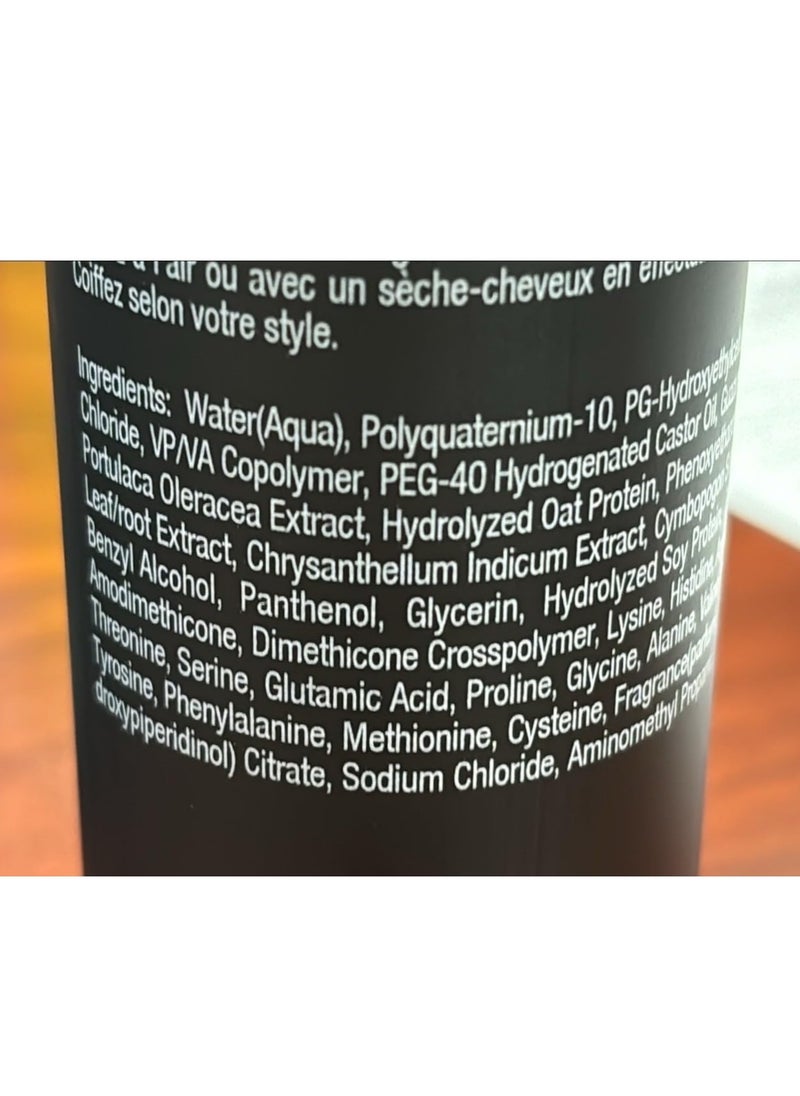 l'air ou avec un sèche-cheveux en
Coiffez selon votre style.
Ingredients: Water(Aqua), Polyquaternium-10,
Chloride, VP/VA Copolymer, PEG-40 Hydrogenated Castor Oil,
Portulaca Oleracea Extract, Hydrolyzed Oat Protein,
Leaf/root Extract, Chrysanthellum Indicum Extract, Cymbopogon
Benzyl Alcohol, Panthenol, Glycerin, Hydrolyzed Soy
Amodimethicone, Dimethicone Crosspolymer, Lysine,
Threonine, Serine, Glutamic Acid, Proline, Glycine, Alanine,
Tyrosine, Phenylalanine, Methionine, Cysteine,
droxypiperidinol) Citrate, Sodium Chloride, Aminomethyl